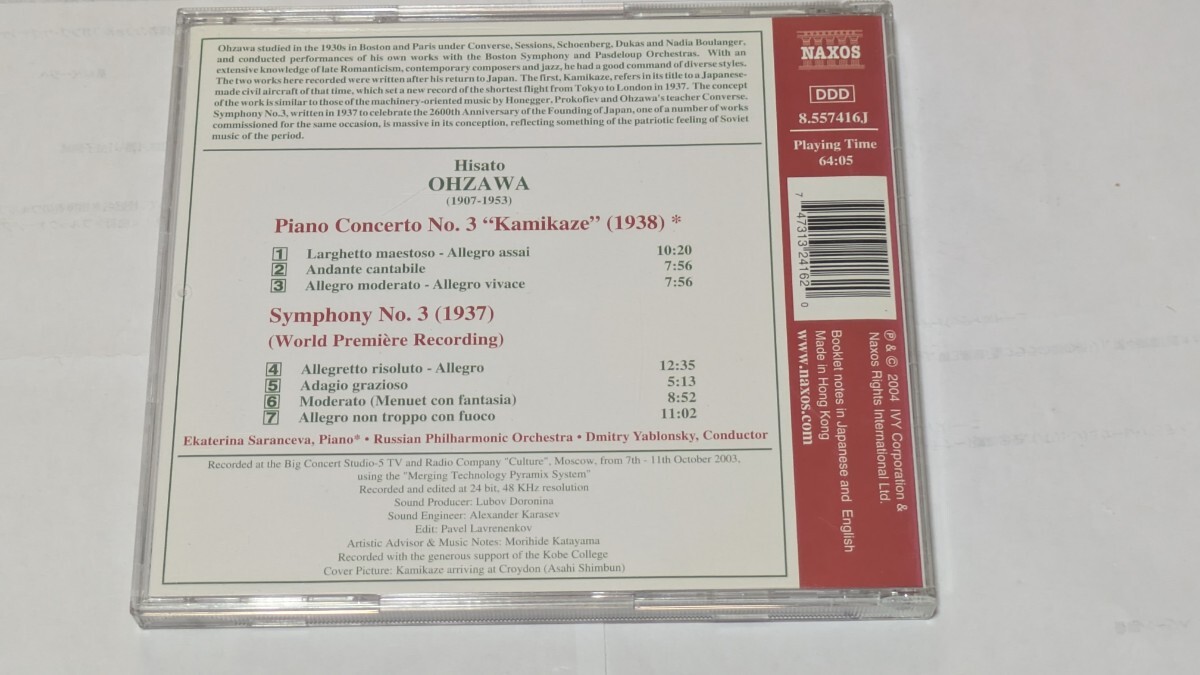 Ohzawa studied in the 1930s in Boston and Paris under Converse, Sessions, Schoenberg, Dukas and Nadia Boulanger,
and conducted performances of his own works with the Boston Symphony and Pasdeloup Orchestras. With an
extensive knowledge of late Romanticism, contemporary composers and jazz, he had a good command of diverse styles.
The two works here recorded were written after his return to Japan. The first, Kamikaze, refers in its title to a Japanese-
made civil aircraft of that time, which set a new record of the shortest flight from Tokyo to London in 1937. The concept
of the work is similar to those of the machinery-oriented music by Honegger, Prokofiev and Ohzawa's teacher Converse.
Symphony No.3, written in 1937 to celebrate the 2600th Anniversary of the Founding of Japan, one of a number of works
commissioned for the same occasion, is massive in its conception, reflecting something of the patriotic feeling of Soviet
music of the period.
Hisato
OHZAWA
(1907-1953)
Piano Concerto No. 3 “Kamikaze” (1938) *
1 Larghetto maestoso - Allegro assai 10:20
2 Andante cantabile 7:56
3 Allegro moderato - Allegro vivace 7:56
Symphony No. 3 (1937)
(World Première Recording)
4 Allegretto risoluto - Allegro 12:35
5 Adagio grazioso 5:13
6 Moderato (Menuet con fantasia) 8:52
7 Allegro non troppo con fuoco 11:02
Ekaterina Saranceva, Piano* • Russian Philharmonic Orchestra • Dmitry Yablonsky, Conductor
Recorded at the Big Concert Studio-5 TV and Radio Company "Culture", Moscow, from 7th - 11th October 2003,
using the "Merging Technology Pyramix System"
Recorded and edited at 24 bit, 48 KHz resolution
Sound Producer: Lubov Doronina
Sound Engineer: Alexander Karasev
Edit: Pavel Lavrenenkov
Artistic Advisor & Music Notes: Morihide Katayama
Recorded with the generous support of the Kobe College
Cover Picture: Kamikaze arriving at Croydon (Asahi Shimbun)
NAXOS
DDD
8.557416J
Playing Time
64:05
7 47313 24162 0
℗ & © 2004 IVY Corporation &
Naxos Rights International Ltd.
Booklet notes in Japanese and English
Made in Hong Kong
www.naxos.com